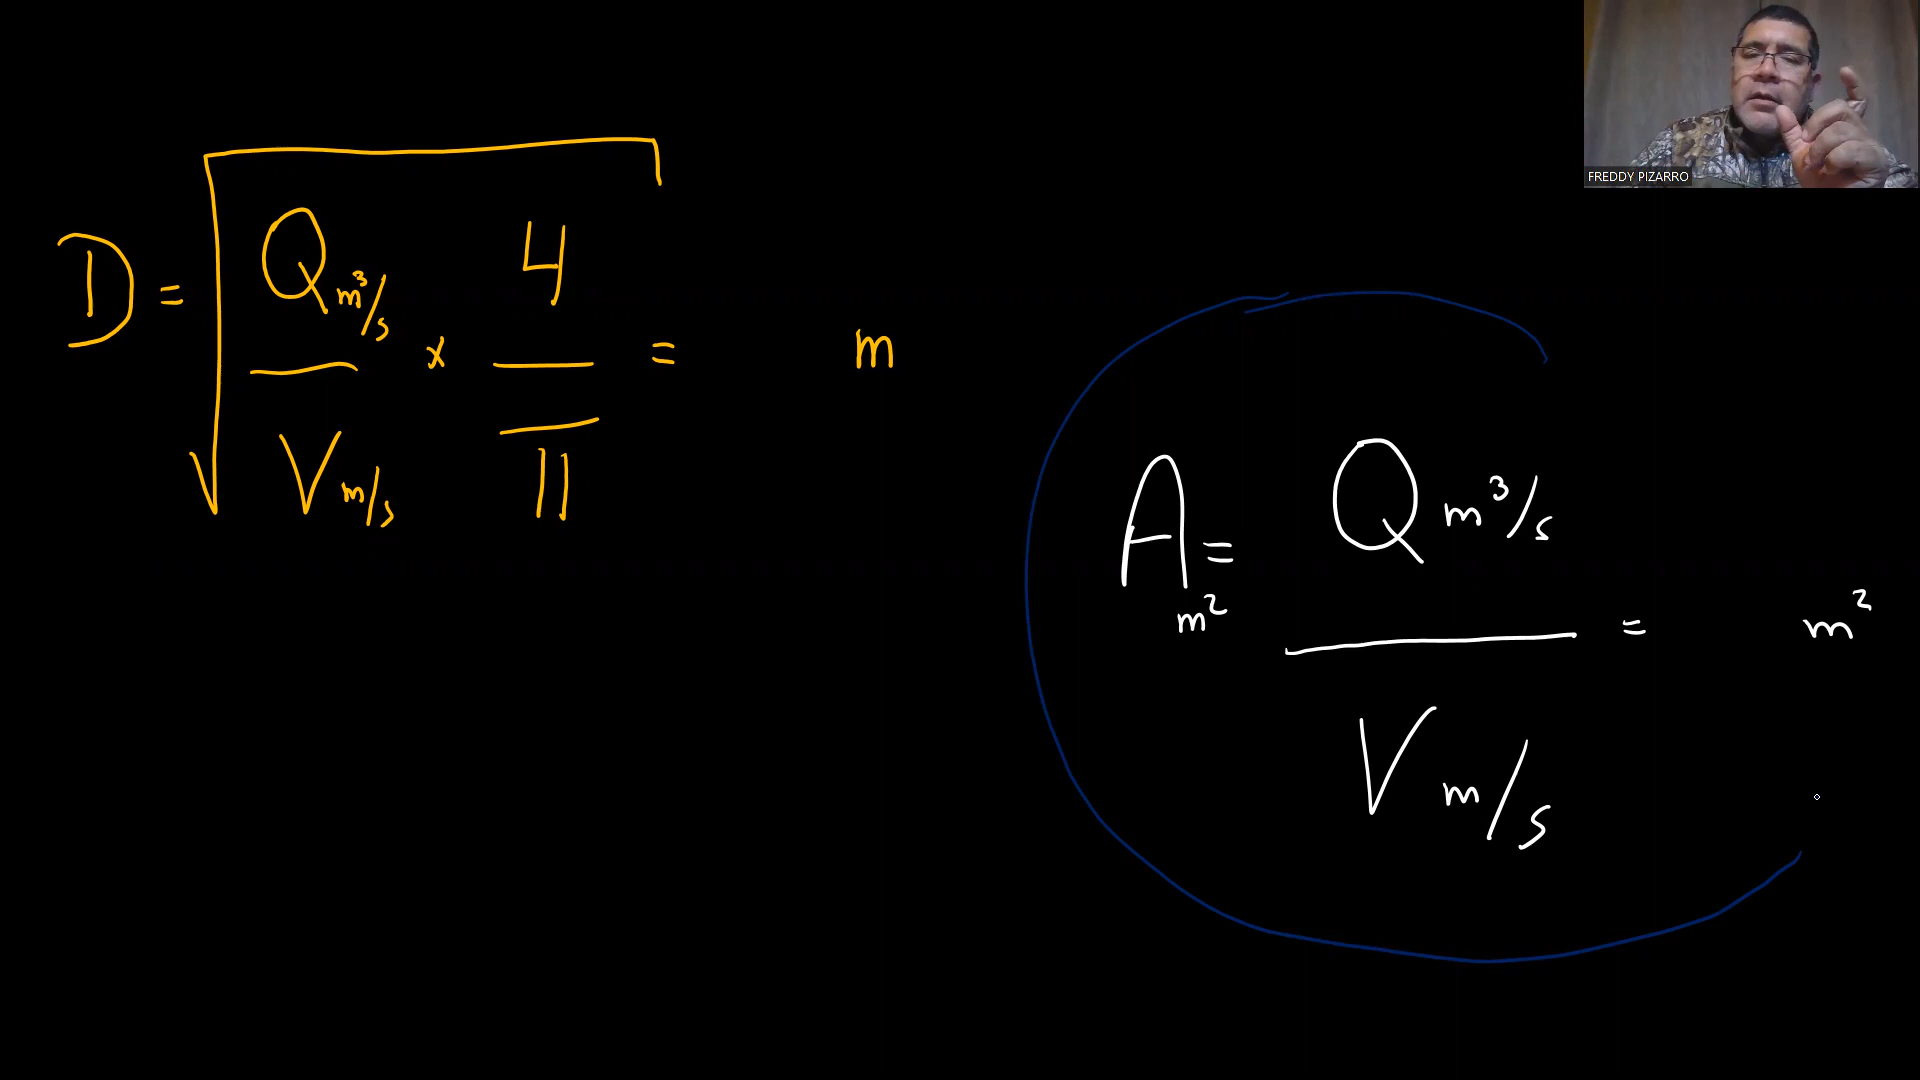 FREDDY PIZARRO
D = √(Q m³/s / V m/s × 4 / π) = m
A m² = Q m³/s / V m/s = m²